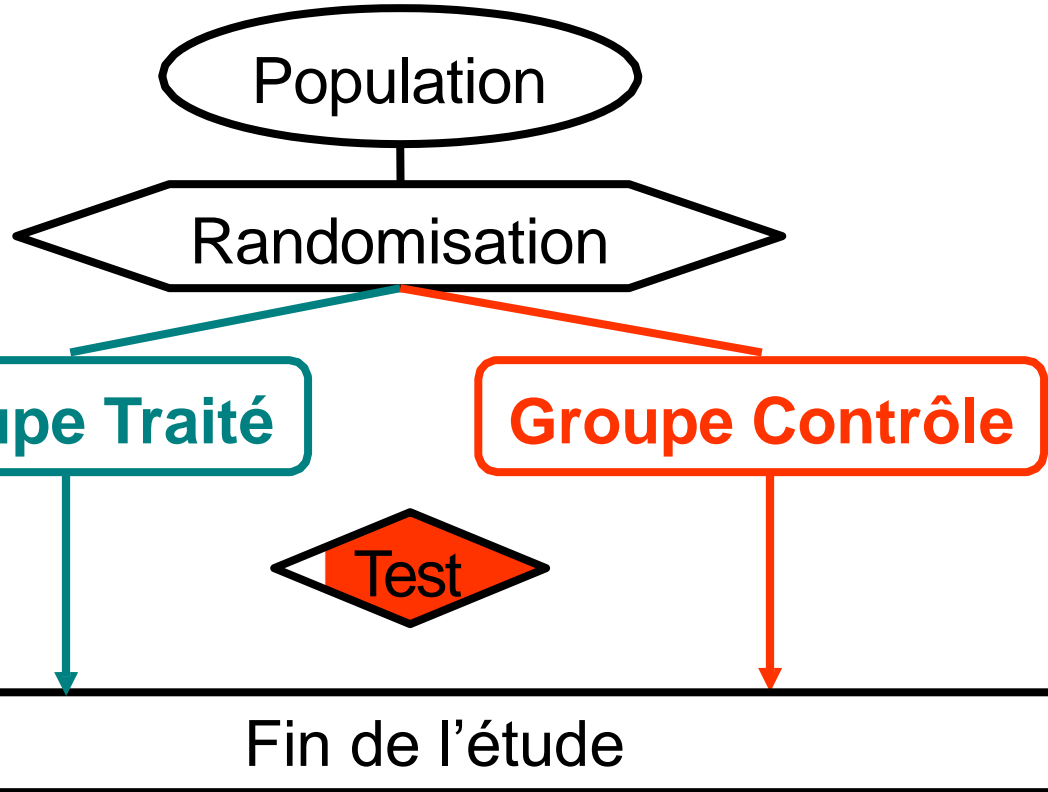 Population
Randomisation
upe Traité
Groupe Contrôle
Test
Fin de l’étude